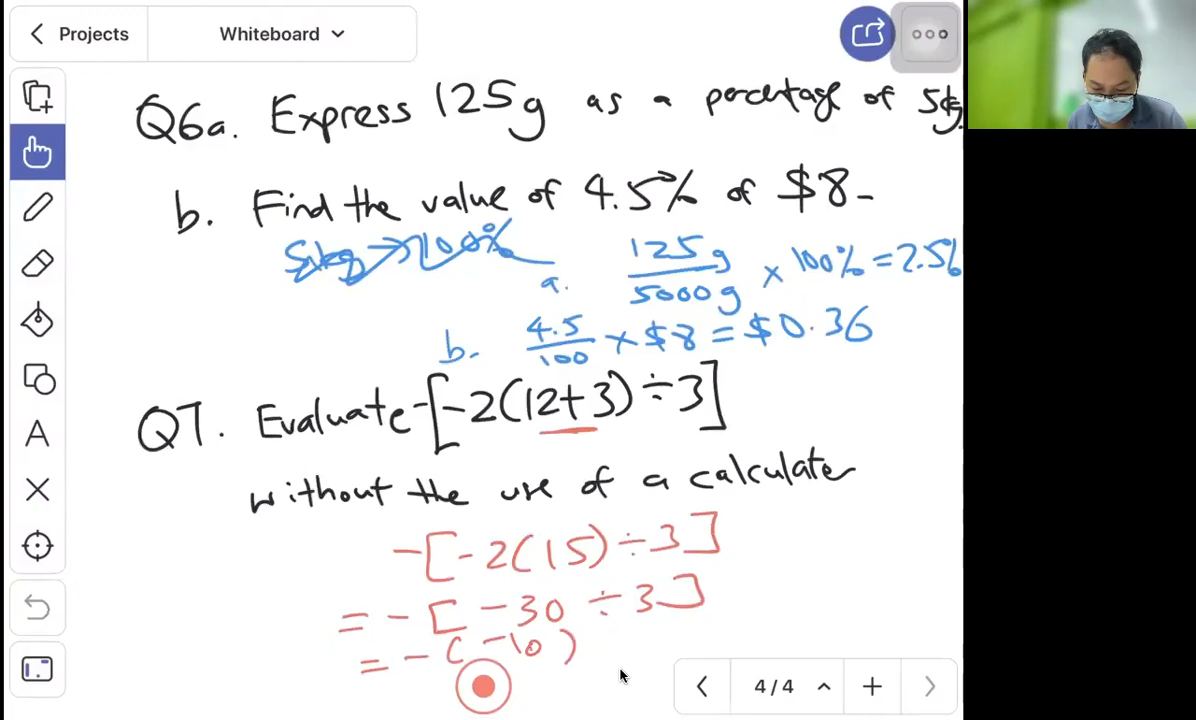 Projects
Whiteboard
Q6a. Express 125g as a percetage of 5kg.
b. Find the value of 4.5% of $8-
5kg → 100%
a. 125g / 5000g × 100% = 2.5%
b. 4.5 / 100 × $8 = $0.36
Q7. Evaluate -[-2(12+3)÷3]
without the use of a calculate
-[-2(15)÷3]
= -[-30÷3]
= -(-10)
A
4/4